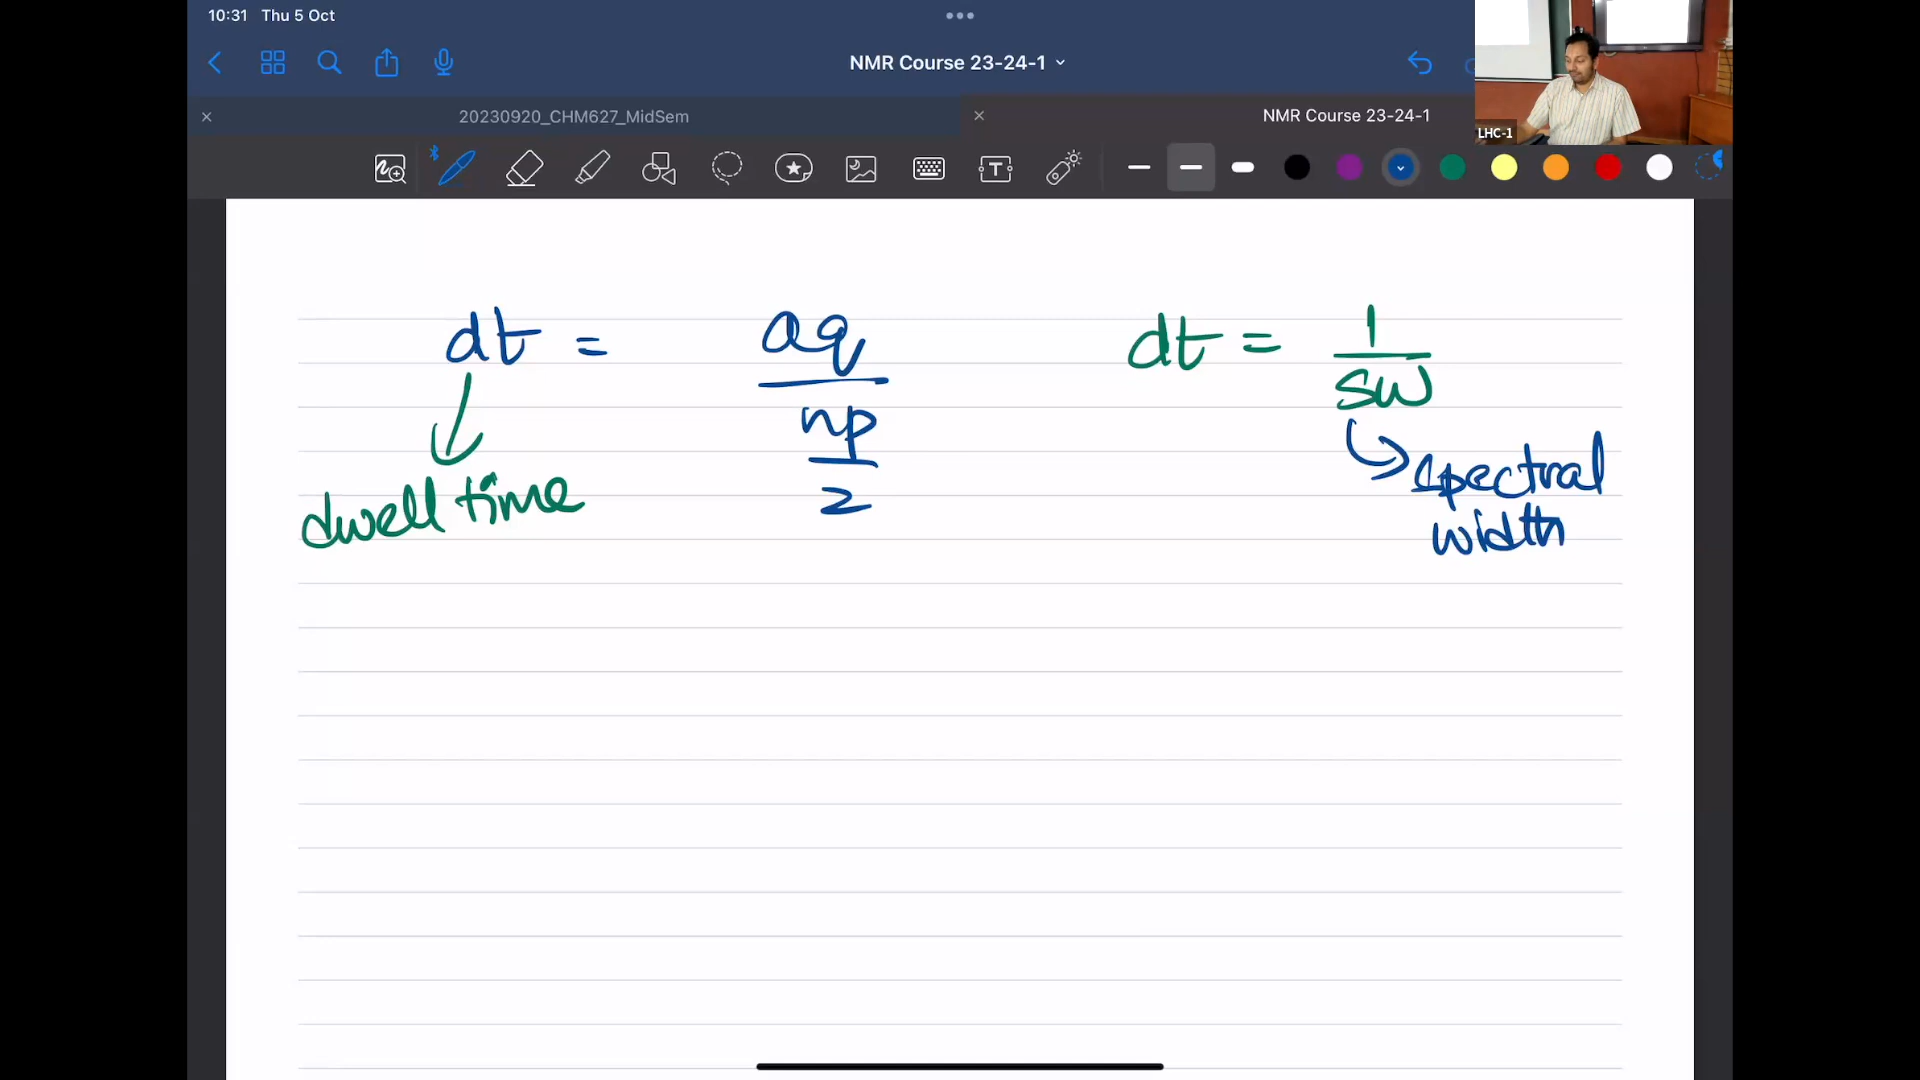 10:31 Thu 5 Oct
NMR Course 23-24-1
20230920_CHM627_MidSem
NMR Course 23-24-1
LHC-1
T
dt = aq / np / 2
dwell time
dt = 1 / sw
spectral
width